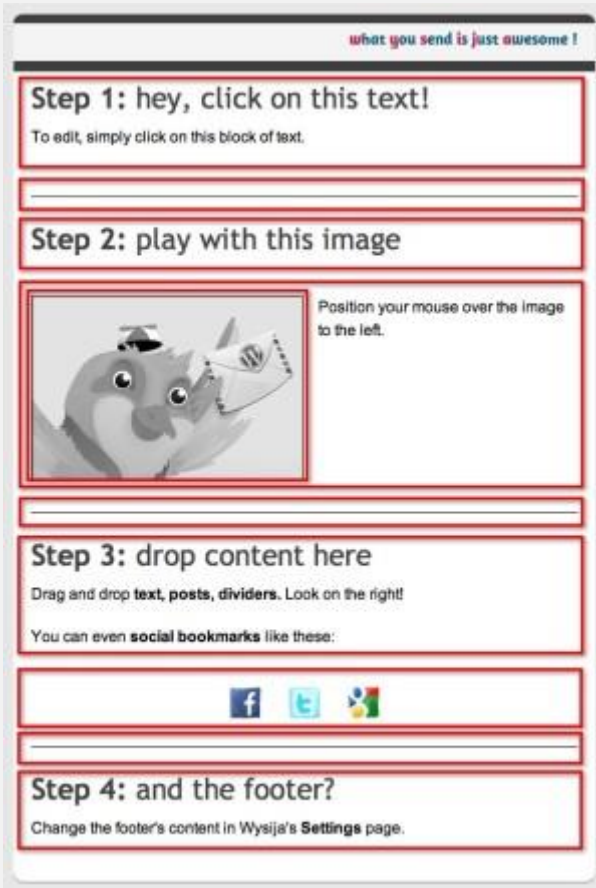 what you send is just awesome !
Step 1: hey, click on this text!
To edit, simply click on this block of text.
Step 2: play with this image
Position your mouse over the image
to the left.
Step 3: drop content here
Drag and drop text, posts, dividers. Look on the right!
You can even social bookmarks like these:
Step 4: and the footer?
Change the footer's content in Wysija's Settings page.